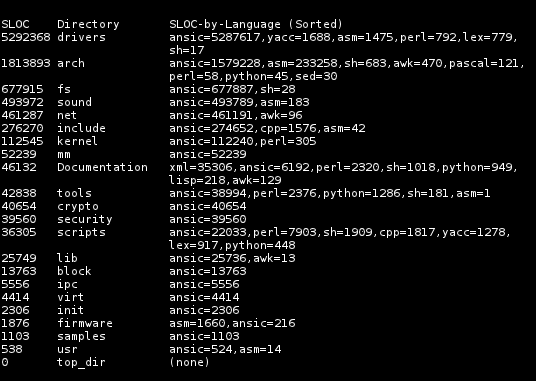 SLOC Directory SLOC-by-Language (Sorted)
5292368 drivers ansic=5287617,yacc=1688,asm=1475,perl=792,lex=779,
sh=17
1813893 arch ansic=1579228,asm=233258,sh=683,awk=470,pascal=121,
perl=58,python=45,sed=30
677915 fs ansic=677887,sh=28
493972 sound ansic=493789,asm=183
461287 net ansic=461191,awk=96
276270 include ansic=274652,cpp=1576,asm=42
112545 kernel ansic=112240,perl=305
52239 mm ansic=52239
46132 Documentation xml=35306,ansic=6192,perl=2320,sh=1018,python=949,
lisp=218,awk=129
42838 tools ansic=38994,perl=2376,python=1286,sh=181,asm=1
40654 crypto ansic=40654
39560 security ansic=39560
36305 scripts ansic=22033,perl=7903,sh=1909,cpp=1817,yacc=1278,
lex=917,python=448
25749 lib ansic=25736,awk=13
13763 block ansic=13763
5556 ipc ansic=5556
4414 virt ansic=4414
2306 init ansic=2306
1876 firmware asm=1660,ansic=216
1103 samples ansic=1103
538 usr ansic=524,asm=14
0 top_dir (none)